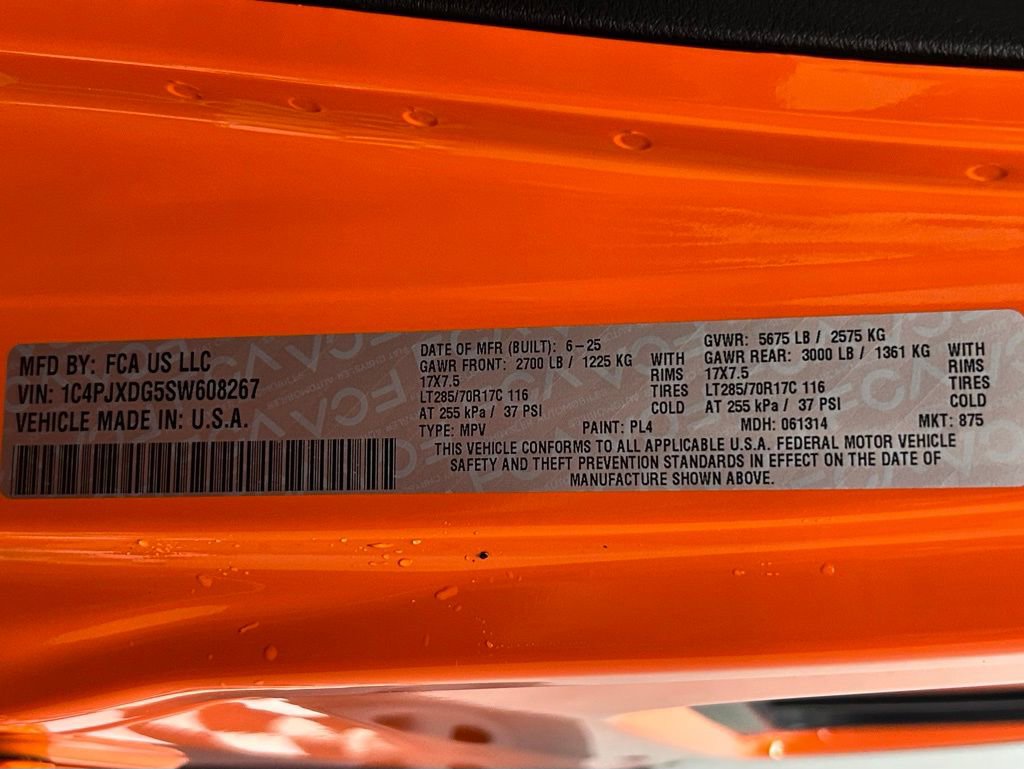 MFD BY: FCA US LLC
VIN: 1C4PJXDG5SW608267
VEHICLE MADE IN: U.S.A.
DATE OF MFR (BUILT): 6-25
GAWR FRONT: 2700 LB / 1225 KG WITH
17X7.5 RIMS
LT285/70R17C 116 TIRES
AT 255 kPa / 37 PSI COLD
GVWR: 5675 LB / 2575 KG
GAWR REAR: 3000 LB / 1361 KG WITH
17X7.5 RIMS
LT285/70R17C 116 TIRES
AT 255 kPa / 37 PSI COLD
TYPE: MPV PAINT: PL4 MDH: 061314 MKT: 875
THIS VEHICLE CONFORMS TO ALL APPLICABLE U.S.A. FEDERAL MOTOR VEHICLE
SAFETY AND THEFT PREVENTION STANDARDS IN EFFECT ON THE DATE OF
MANUFACTURE SHOWN ABOVE.